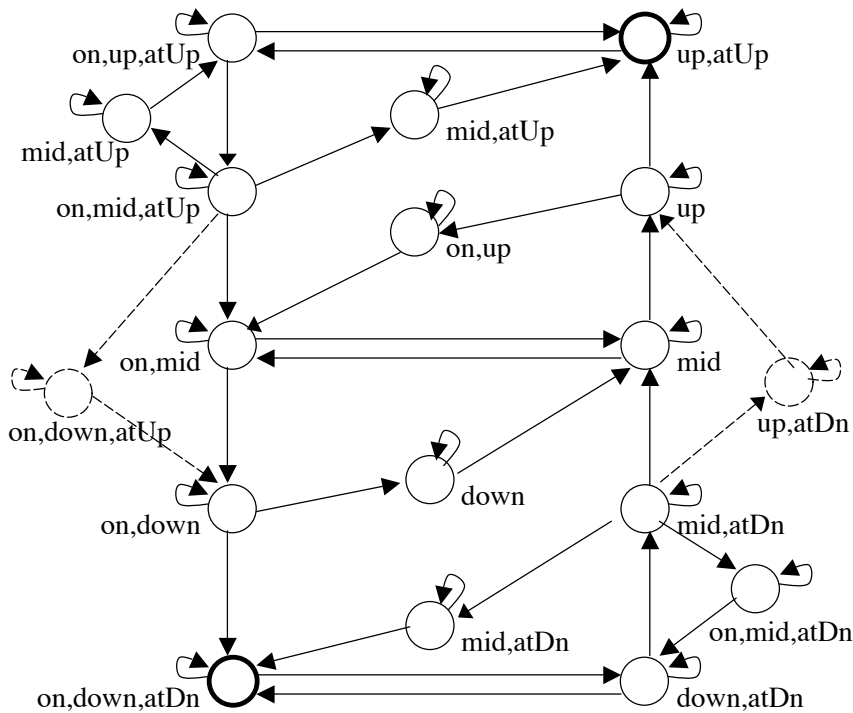 on,up,atUp
up,atUp
mid,atUp
mid,atUp
on,mid,atUp
up
on,up
on,mid
mid
on,down,atUp
up,atDn
down
on,down
mid,atDn
mid,atDn
on,mid,atDn
on,down,atDn
down,atDn